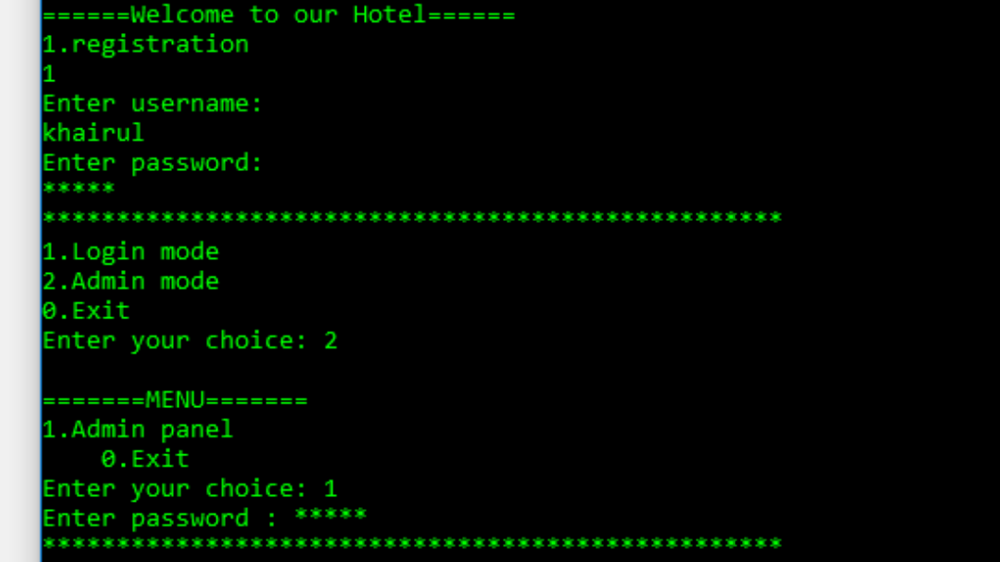 ======Welcome to our Hotel======
1.registration
1
Enter username:
khairul
Enter password:
*****
**************************************************
1.Login mode
2.Admin mode
0.Exit
Enter your choice: 2
=======MENU=======
1.Admin panel
    0.Exit
Enter your choice: 1
Enter password : *****
**************************************************